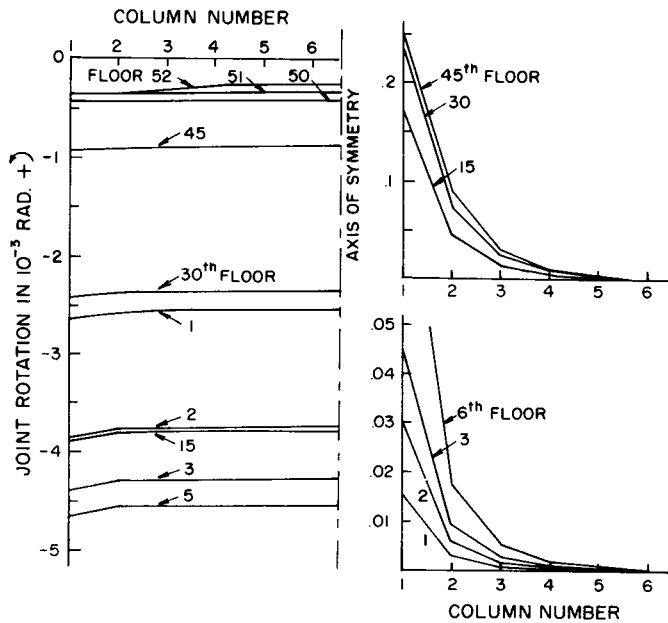 COLUMN NUMBER
1 2 3 4 5 6
0
-1
-2
-3
-4
-5
JOINT ROTATION IN 10⁻³ RAD. +
FLOOR 52 51 50
45
30th FLOOR
1
2
15
3
5
AXIS OF SYMMETRY
.2
.1
0
45th FLOOR
30
15
1 2 3 4 5 6
.05
.04
.03
.02
.01
6th FLOOR
3
2
1
1 2 3 4 5 6
COLUMN NUMBER